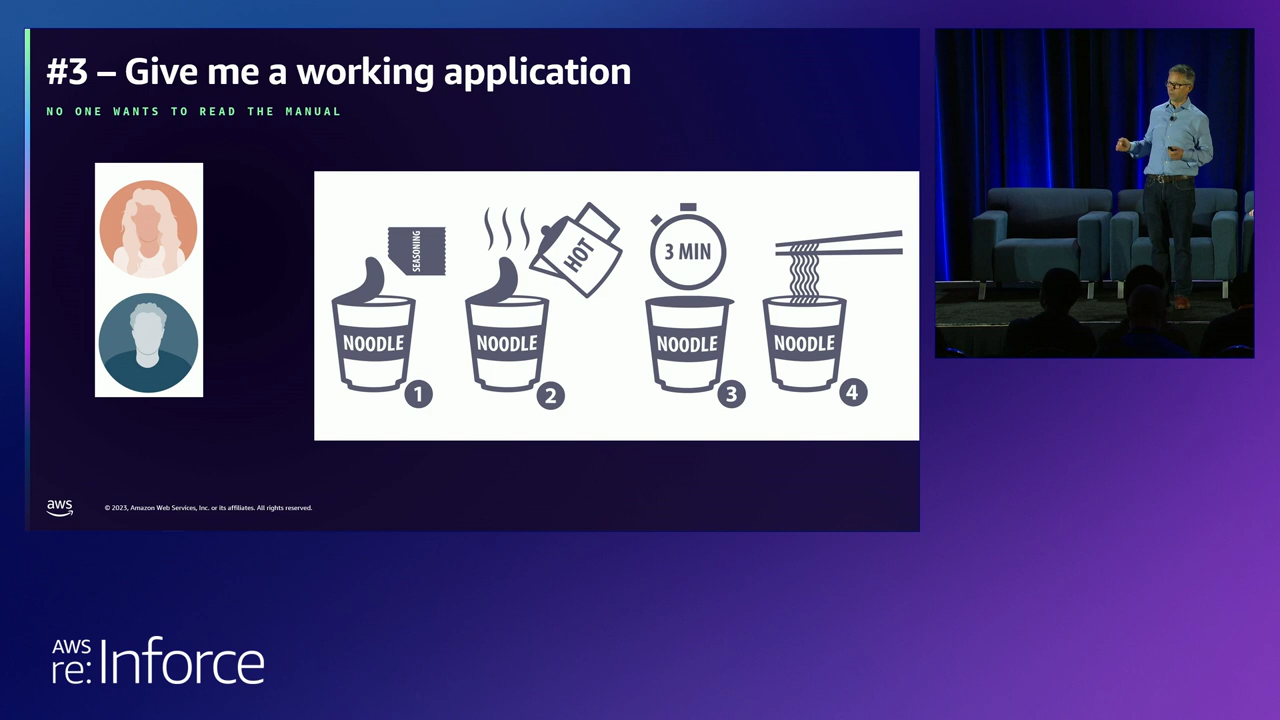 #3 – Give me a working application
NO ONE WANTS TO READ THE MANUAL
SEASONING
HOT
3 MIN
NOODLE
NOODLE
NOODLE
NOODLE
1
2
3
4
aws
© 2023, Amazon Web Services, Inc. or its affiliates. All rights reserved.
AWS
re:Inforce